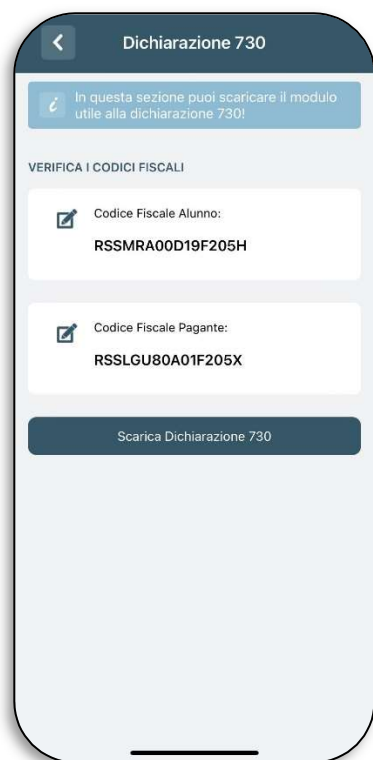 Dichiarazione 730
i In questa sezione puoi scaricare il modulo
utile alla dichiarazione 730!
VERIFICA I CODICI FISCALI
Codice Fiscale Alunno:
RSSMRA00D19F205H
Codice Fiscale Pagante:
RSSLGU80A01F205X
Scarica Dichiarazione 730